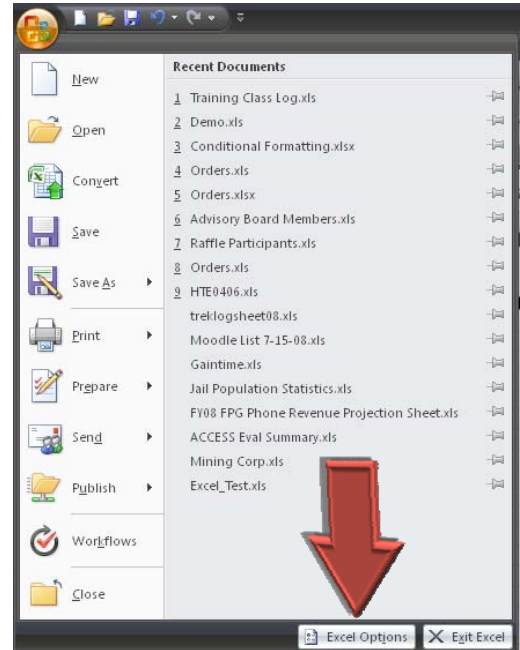 New
Open
Convert
Save
Save As
Print
Prepare
Send
Publish
Workflows
Close
Recent Documents
1 Training Class Log.xls
2 Demo.xls
3 Conditional Formatting.xlsx
4 Orders.xls
5 Orders.xlsx
6 Advisory Board Members.xls
7 Raffle Participants.xls
8 Orders.xls
9 HTE0406.xls
treklogsheet08.xls
Moodle List 7-15-08.xls
Gaintime.xls
Jail Population Statistics.xls
FY08 FPG Phone Revenue Projection Sheet.xls
ACCESS Eval Summary.xls
Mining Corp.xls
Excel_Test.xls
Excel Options
Exit Excel